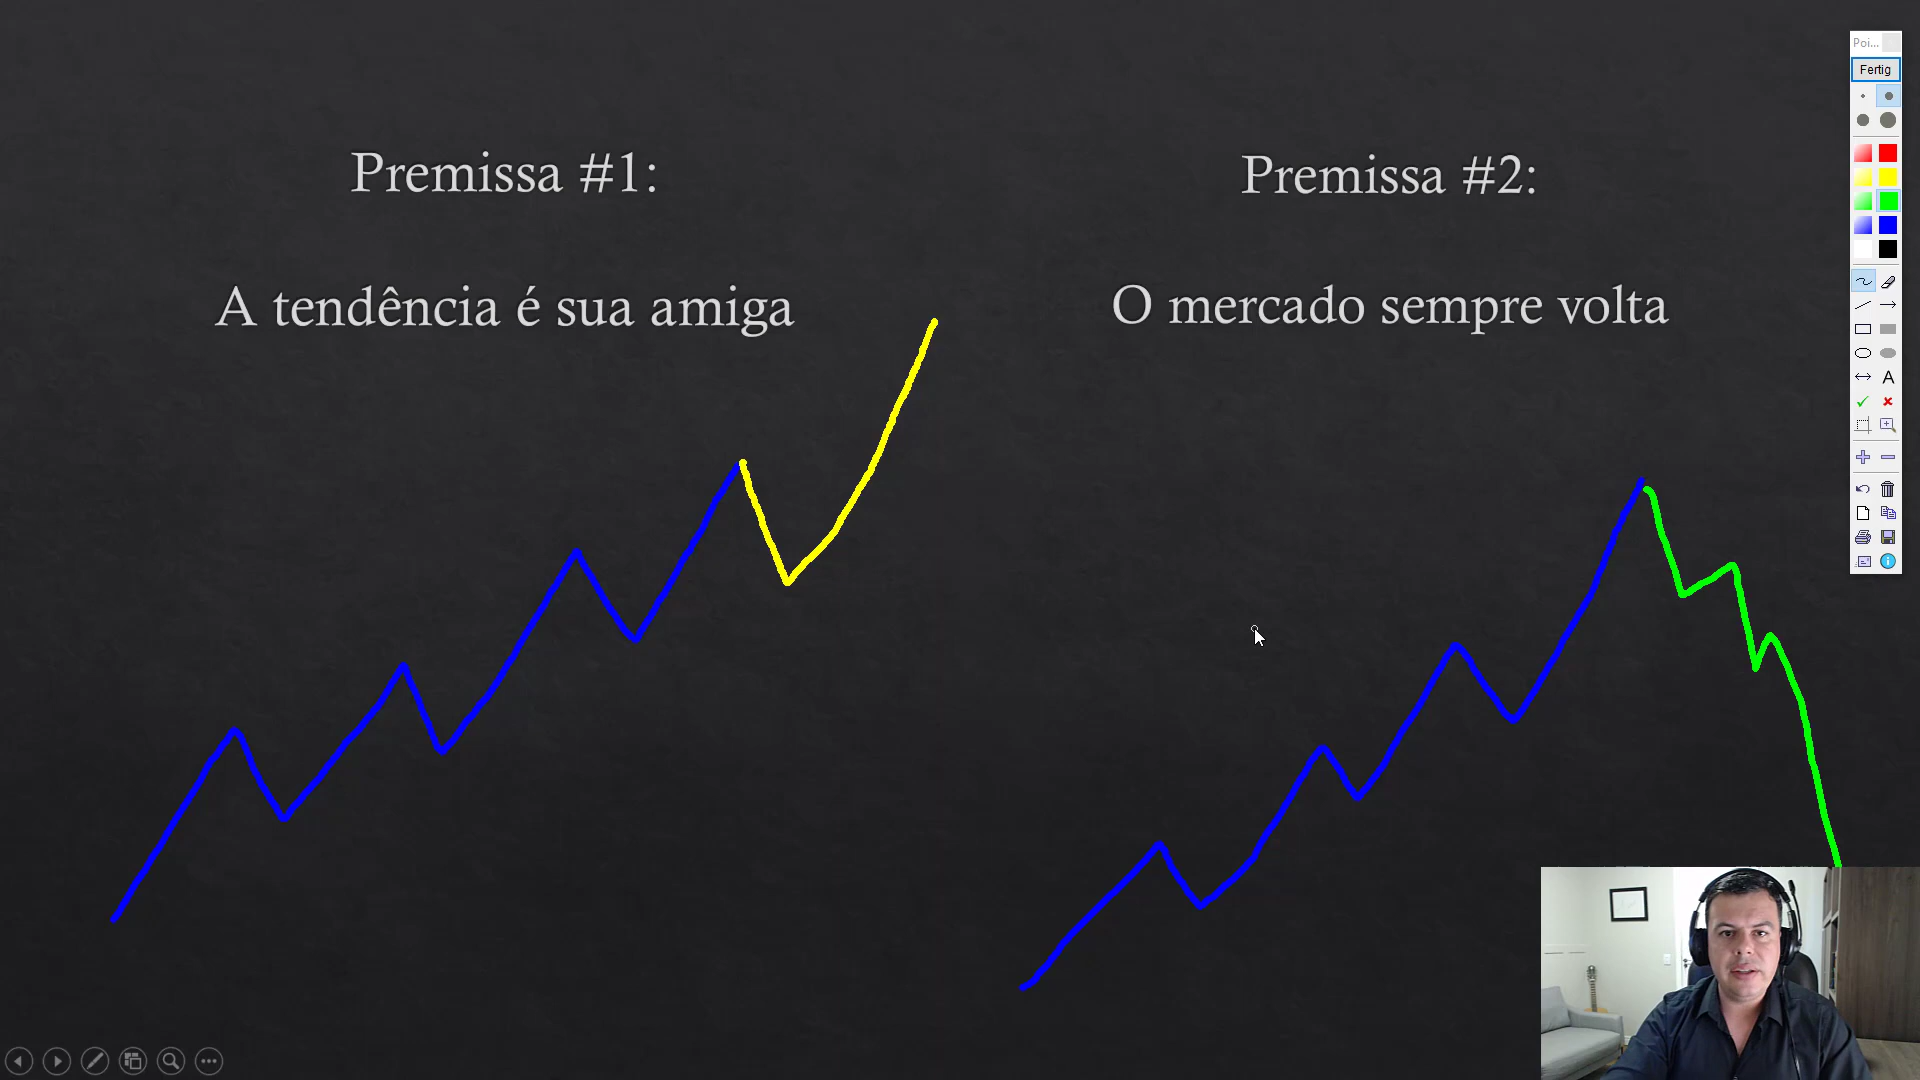 Premissa #1:
A tendência é sua amiga
Premissa #2:
O mercado sempre volta
Poi...
Fertig
A